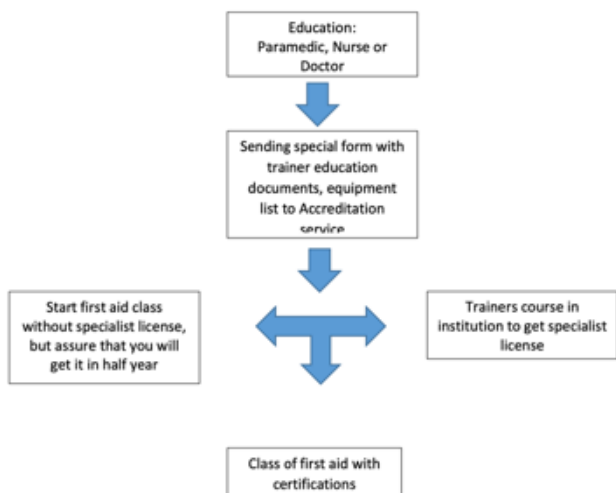 Education:
Paramedic, Nurse or
Doctor
Sending special form with
trainer education
documents, equipment
list to Accreditation
service
Start first aid class
without specialist license,
but assure that you will
get it in half year
Trainers course in
institution to get specialist
license
Class of first aid with
certifications